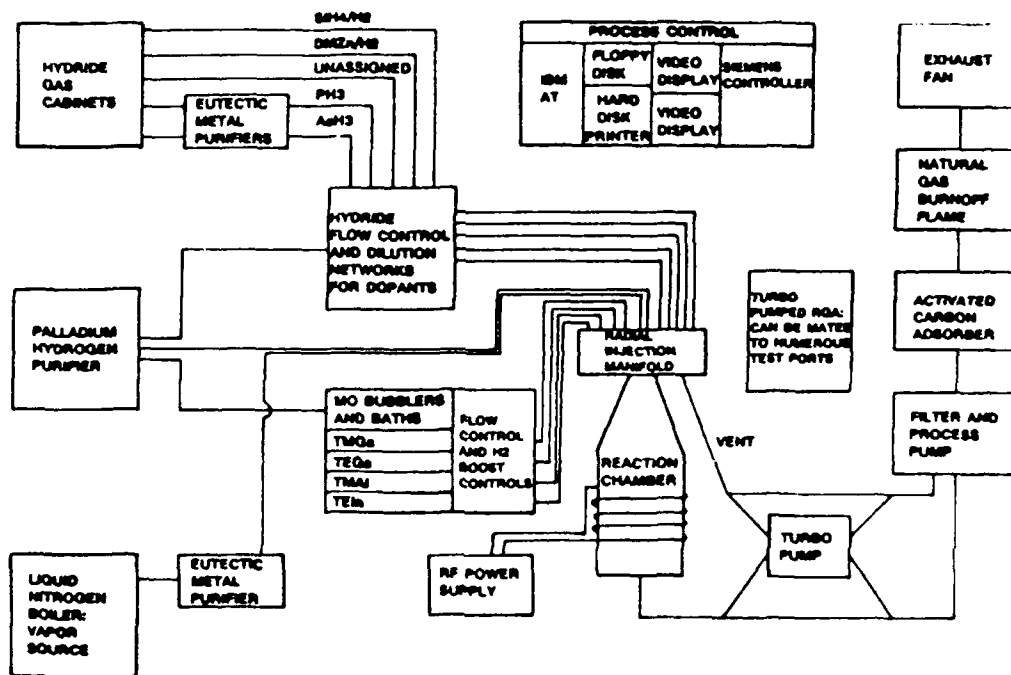 HYDRIDE
GAS
CABINETS
SiH4/H2
DMZn/H2
UNASSIGNED
PH3
AsH3
EUTECTIC
METAL
PURIFIERS
PROCESS CONTROL
IBM
AT
FLOPPY
DISK
HARD
DISK
PRINTER
VIDEO
DISPLAY
VIDEO
DISPLAY
SIEMENS
CONTROLLER
EXHAUST
FAN
NATURAL
GAS
BURNOFF
FLAME
HYDRIDE
FLOW CONTROL
AND DILUTION
NETWORKS
FOR DOPANTS
PALLADIUM
HYDROGEN
PURIFIER
RADIAL
INJECTION
MANIFOLD
TURBO
PUMPED RGA:
CAN BE MATED
TO NUMEROUS
TEST PORTS
ACTIVATED
CARBON
ADSORBER
MO BUBBLERS
AND BATHS
TMGa
TEGa
TMAl
TEIn
FLOW
CONTROL
AND H2
BOOST
CONTROLS
REACTION
CHAMBER
VENT
FILTER AND
PROCESS
PUMP
TURBO
PUMP
LIQUID
NITROGEN
BOILER:
VAPOR
SOURCE
EUTECTIC
METAL
PURIFIER
RF POWER
SUPPLY